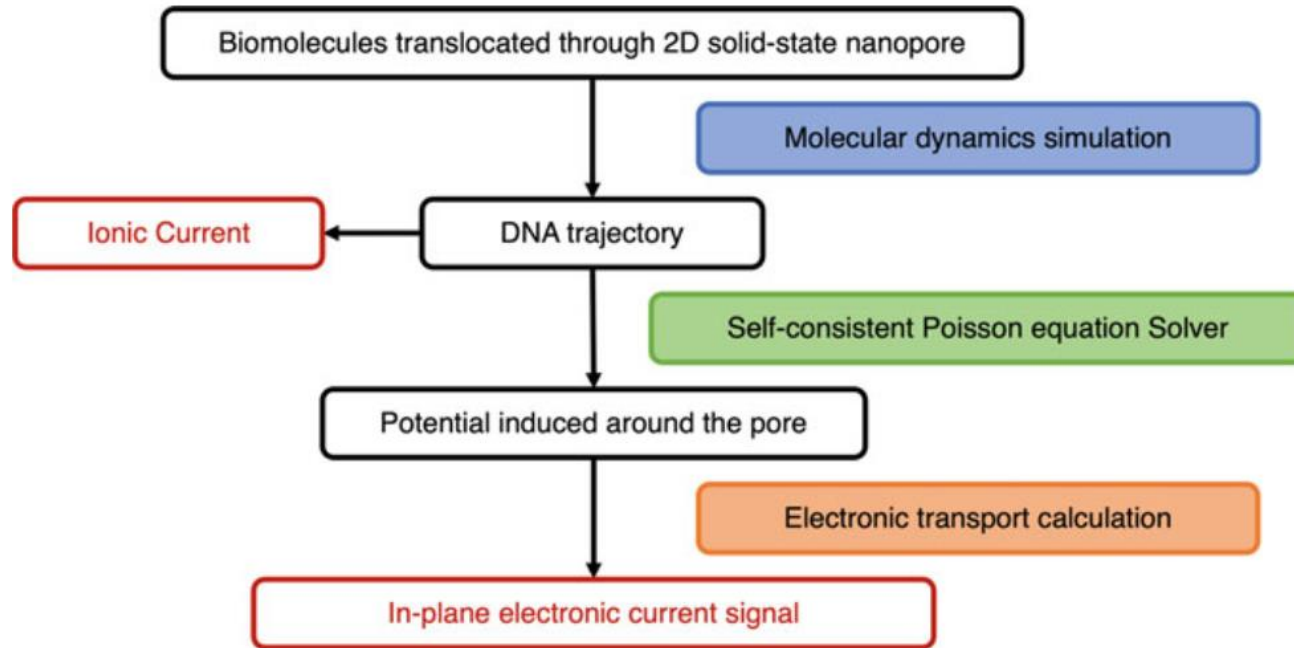 Biomolecules translocated through 2D solid-state nanopore
Molecular dynamics simulation
Ionic Current
DNA trajectory
Self-consistent Poisson equation Solver
Potential induced around the pore
Electronic transport calculation
In-plane electronic current signal